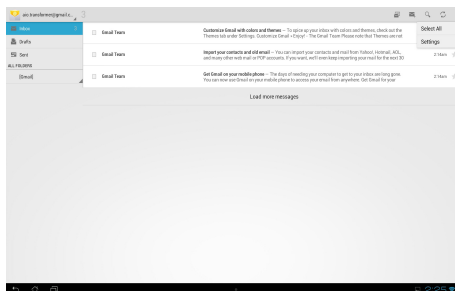 eric.transformer@gmail.c...
Inbox
Drafts
Sent
ALL FOLDERS
[Gmail]
Gmail Team
Customize Gmail with colors and themes – To spice up your inbox with colors and themes, check out the
Themes tab under Settings. Customize Gmail » Enjoy! - The Gmail Team Please note that Themes are not
Gmail Team
Import your contacts and old email – You can import your contacts and mail from Yahoo!, Hotmail, AOL,
and many other web mail or POP accounts. If you want, we'll even keep importing your mail for the next 30
2:14am
Gmail Team
Get Gmail on your mobile phone – The days of needing your computer to get to your inbox are long gone.
You can now use Gmail on your mobile phone to access your email from anywhere. Get Gmail for your
2:14am
Load more messages
Select All
Settings
2:25